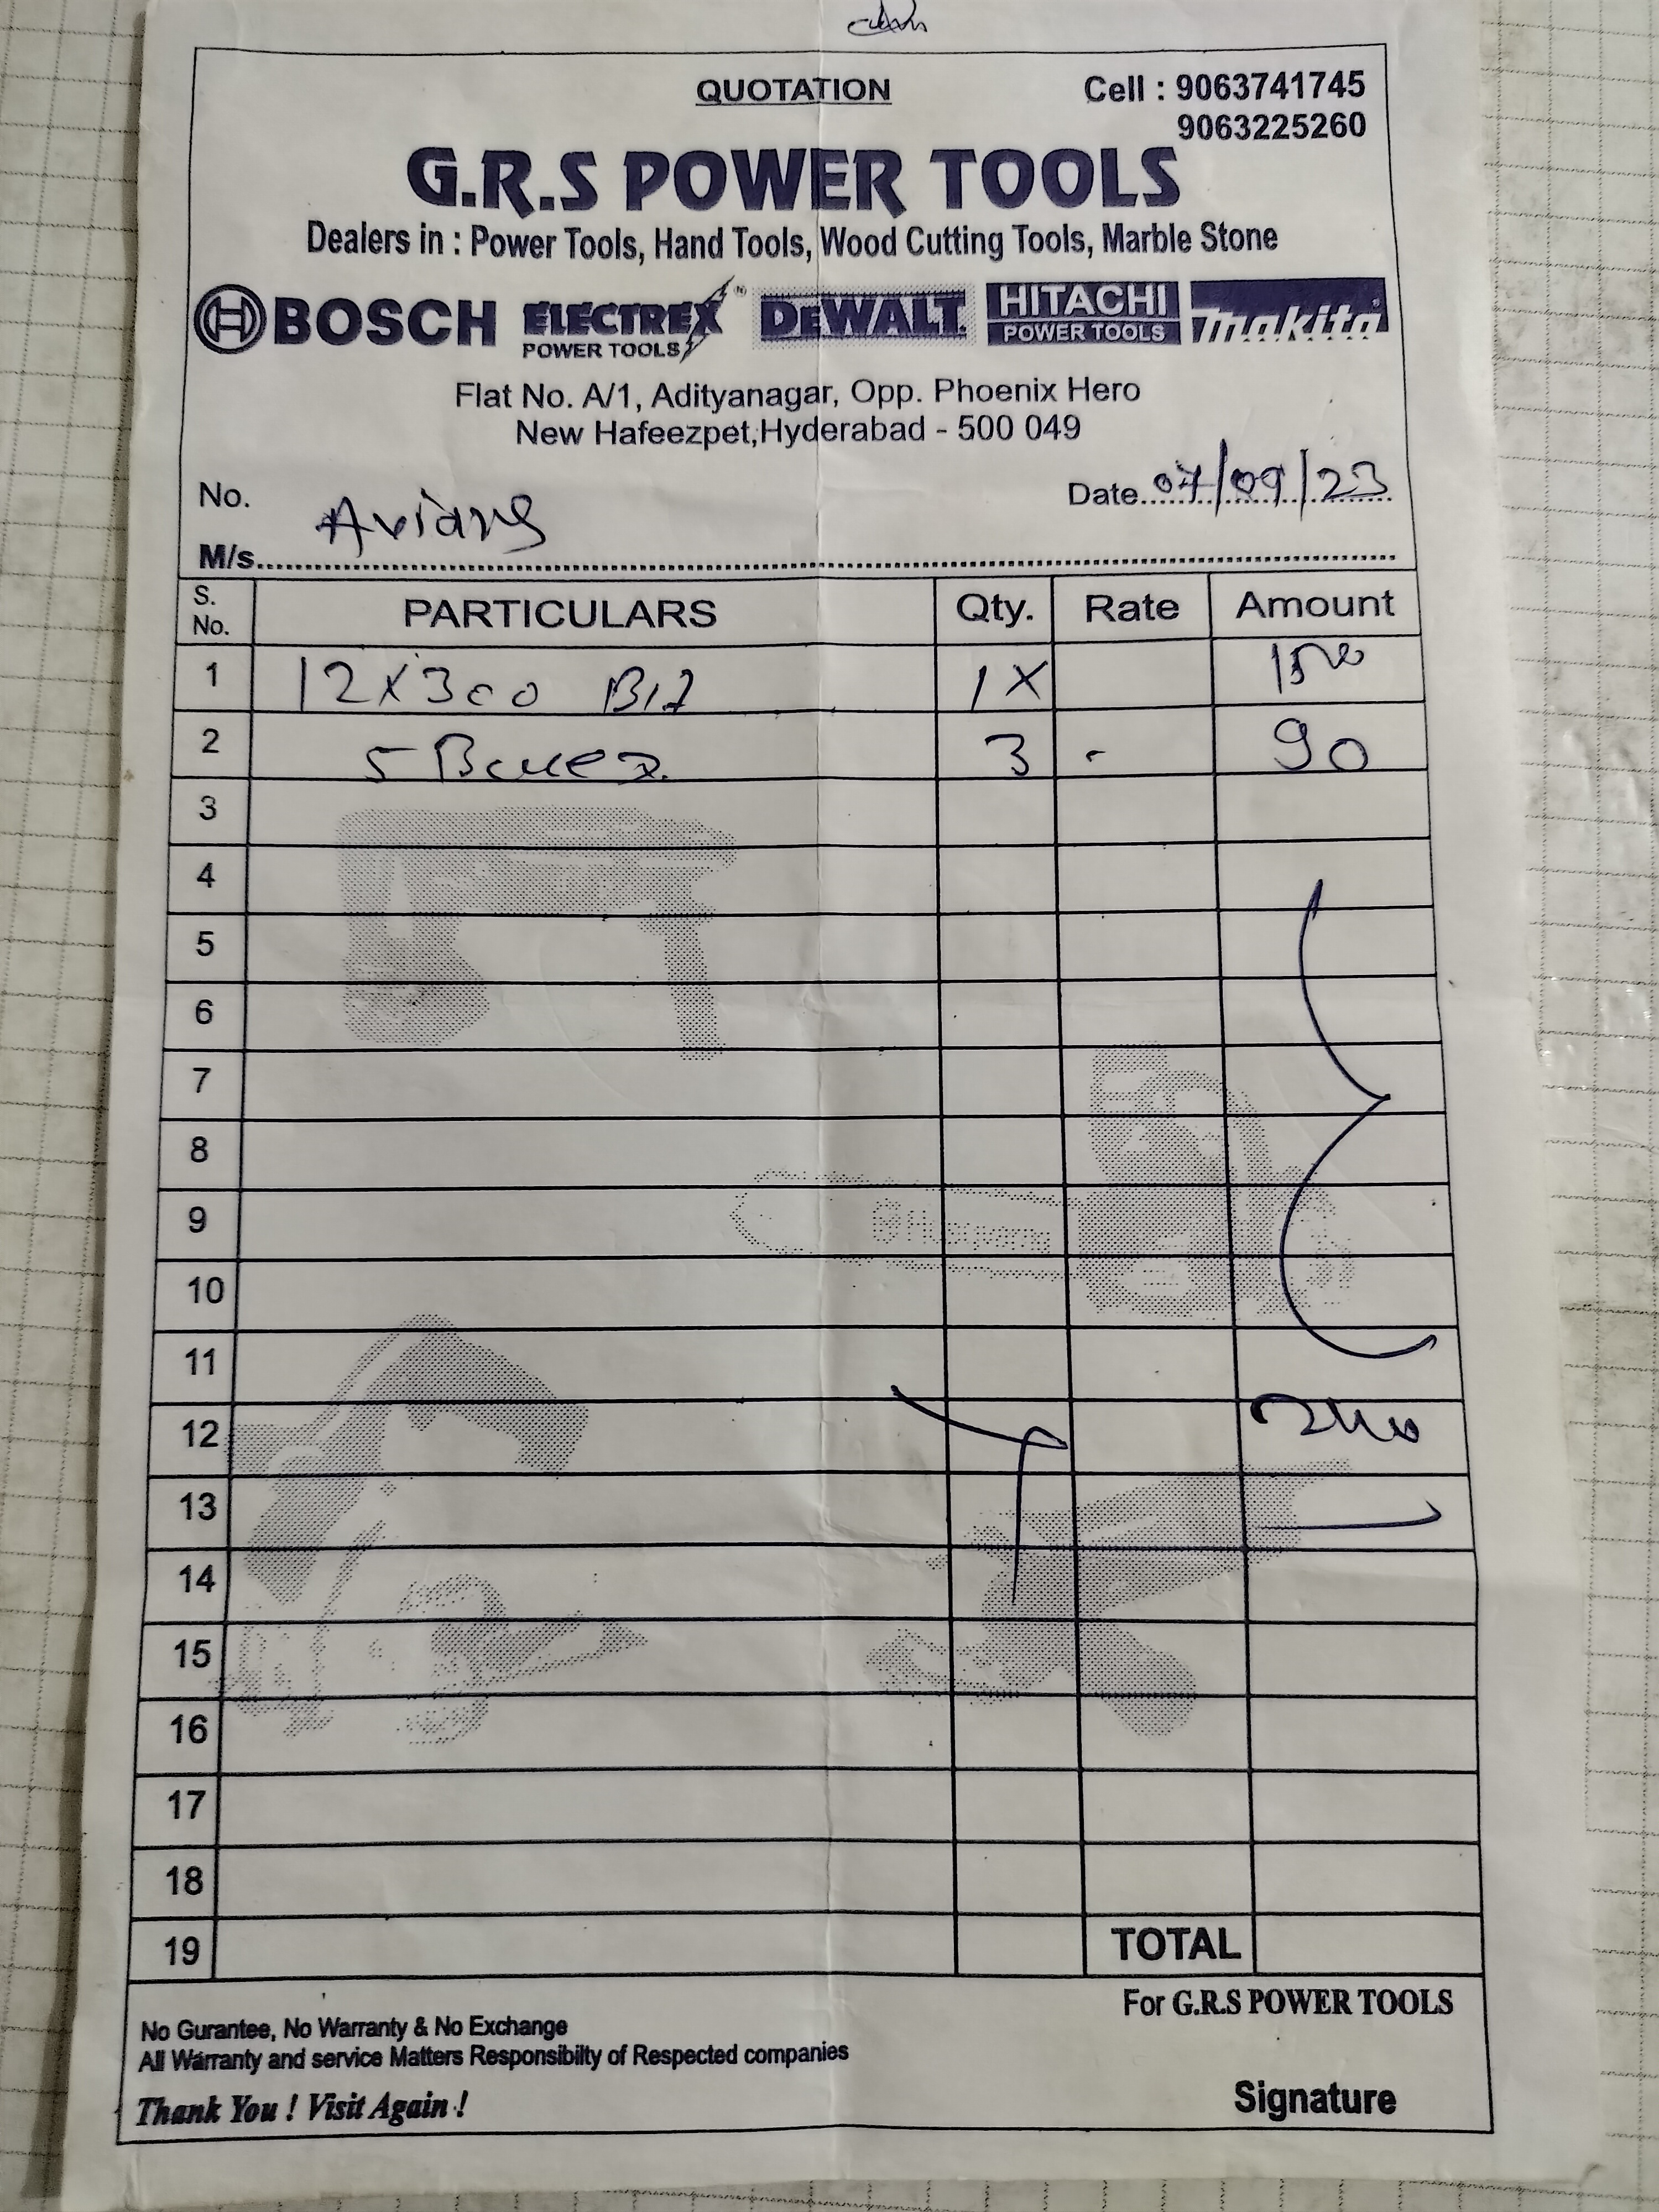 QUOTATION
Cell : 9063741745
9063225260
G.R.S POWER TOOLS
Dealers in : Power Tools, Hand Tools, Wood Cutting Tools, Marble Stone
BOSCH ELECTREX POWER TOOLS DEWALT HITACHI POWER TOOLS makita
Flat No. A/1, Adityanagar, Opp. Phoenix Hero
New Hafeezpet, Hyderabad - 500 049
No. Date 07/09/23
M/s. Avians
S. No. PARTICULARS Qty. Rate Amount
1 12X300 Bit 1X
2 5 3 - 90
3
4
5
6
7
8
9 Husqvarna
10
11
12
13
14
15
16
17
18
19 TOTAL
For G.R.S POWER TOOLS
No Gurantee, No Warranty & No Exchange
All Warranty and service Matters Responsibilty of Respected companies
Thank You ! Visit Again !
Signature